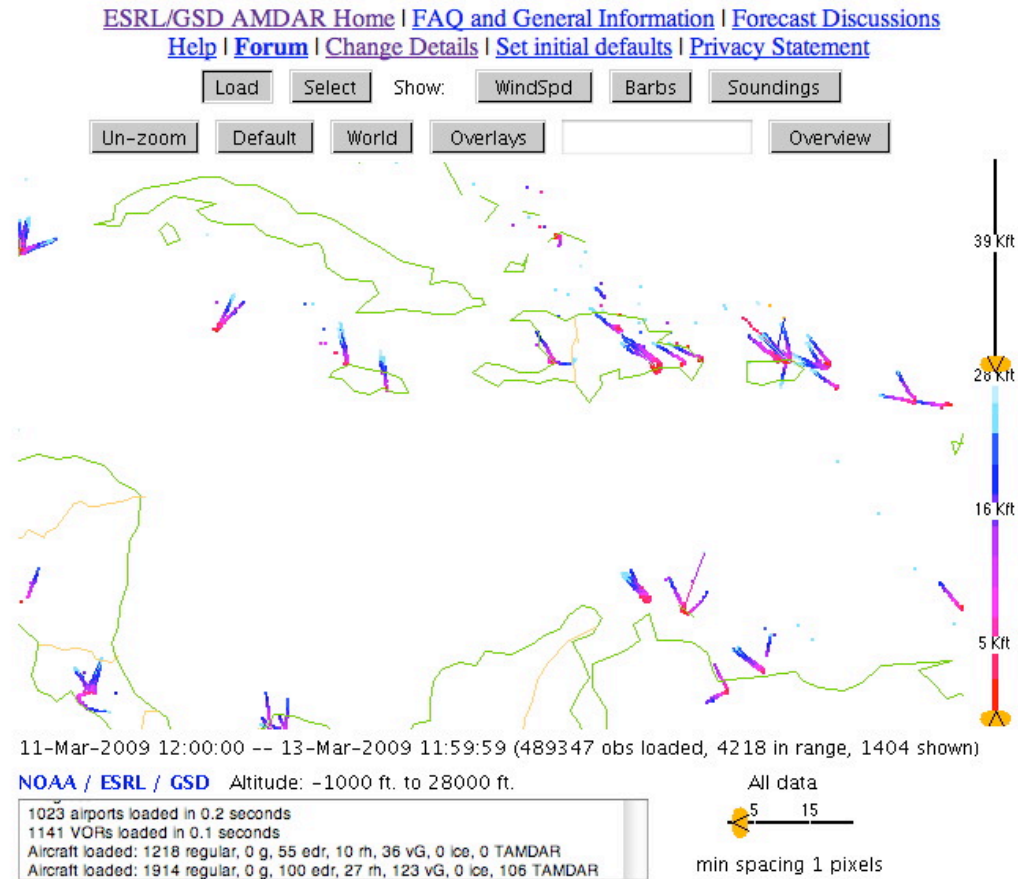 ESRL/GSD AMDAR Home | FAQ and General Information | Forecast Discussions
Help | Forum | Change Details | Set initial defaults | Privacy Statement
Load Select Show: WindSpd Barbs Soundings
Un-zoom Default World Overlays Overview
39 Kft
28 Kft
16 Kft
5 Kft
11-Mar-2009 12:00:00 -- 13-Mar-2009 11:59:59 (489347 obs loaded, 4218 in range, 1404 shown)
NOAA / ESRL / GSD Altitude: -1000 ft. to 28000 ft. All data
5 15
min spacing 1 pixels
1023 airports loaded in 0.2 seconds
1141 VORs loaded in 0.1 seconds
Aircraft loaded: 1218 regular, 0 g, 55 edr, 10 rh, 36 vG, 0 ice, 0 TAMDAR
Aircraft loaded: 1914 regular, 0 g, 100 edr, 27 rh, 123 vG, 0 ice, 106 TAMDAR